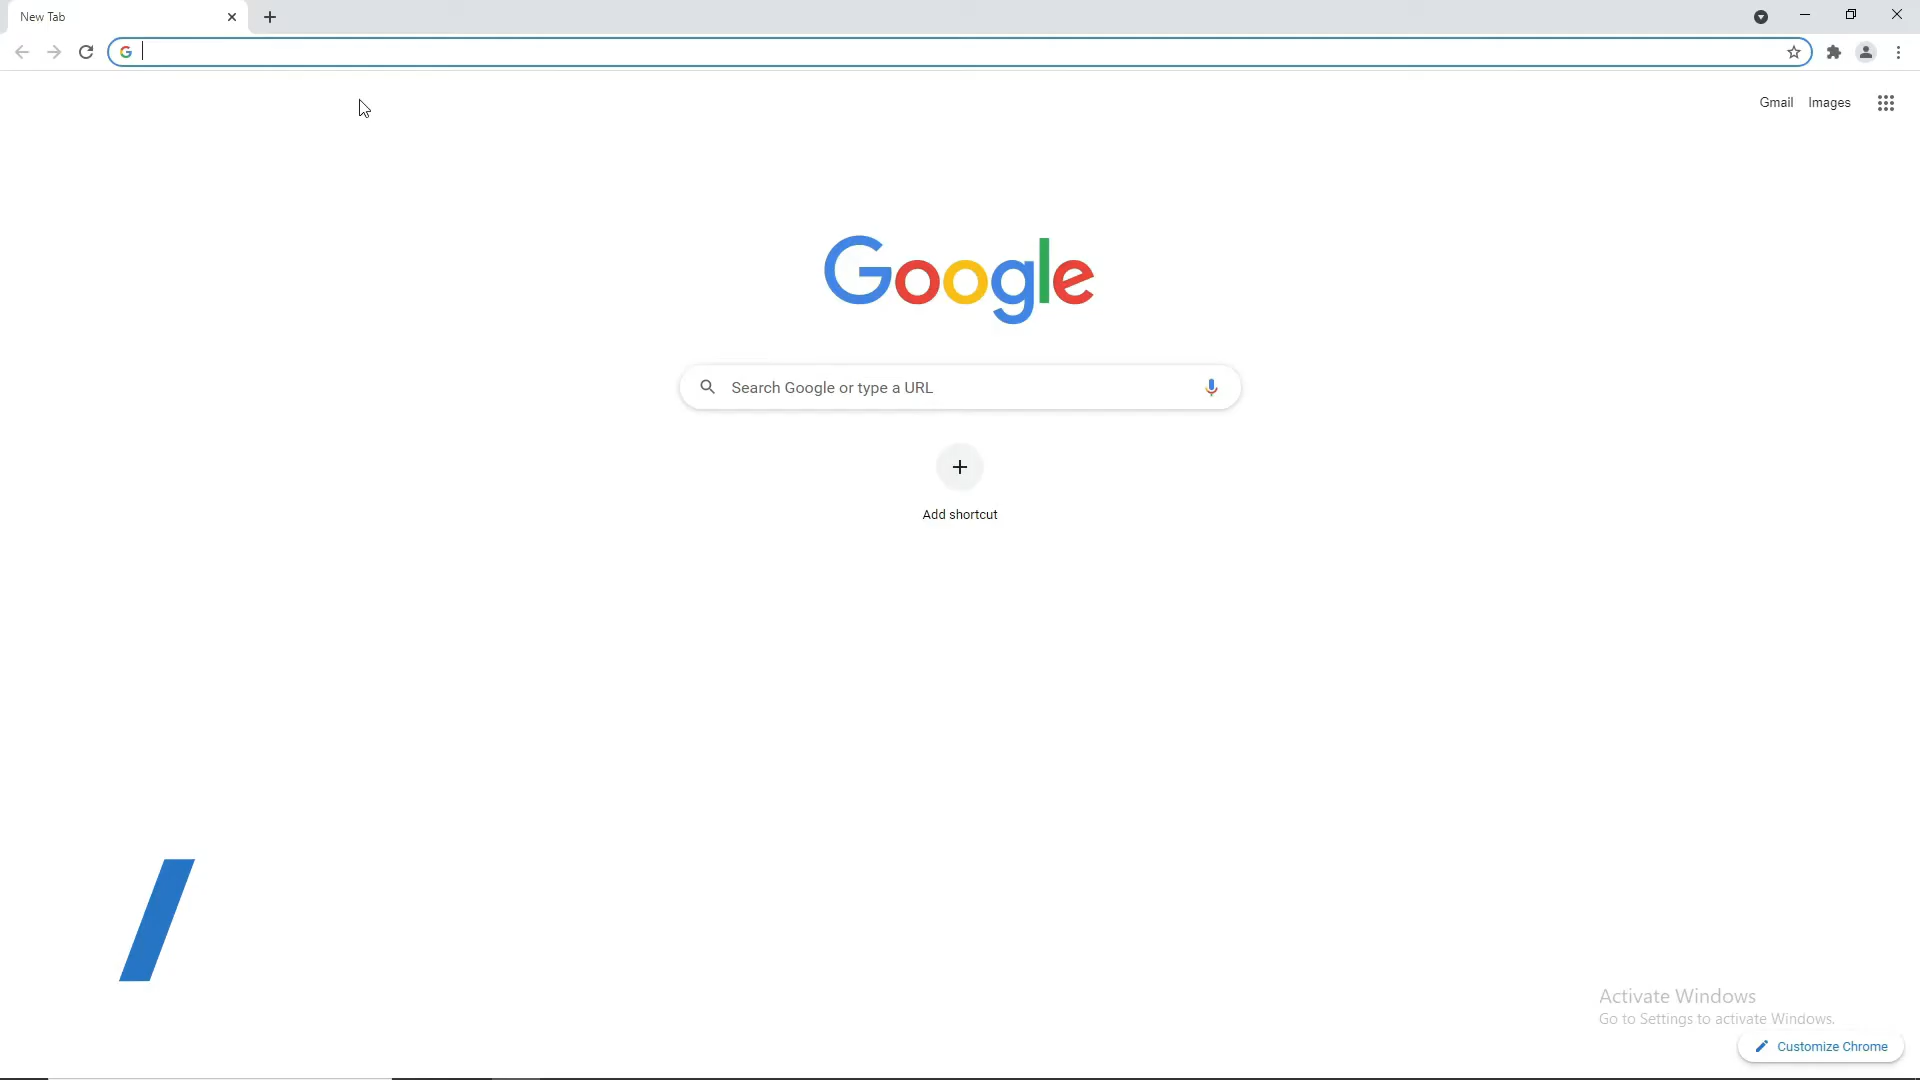 New Tab
Gmail Images
Google
Search Google or type a URL
Add shortcut
Activate Windows
Go to Settings to activate Windows.
Customize Chrome